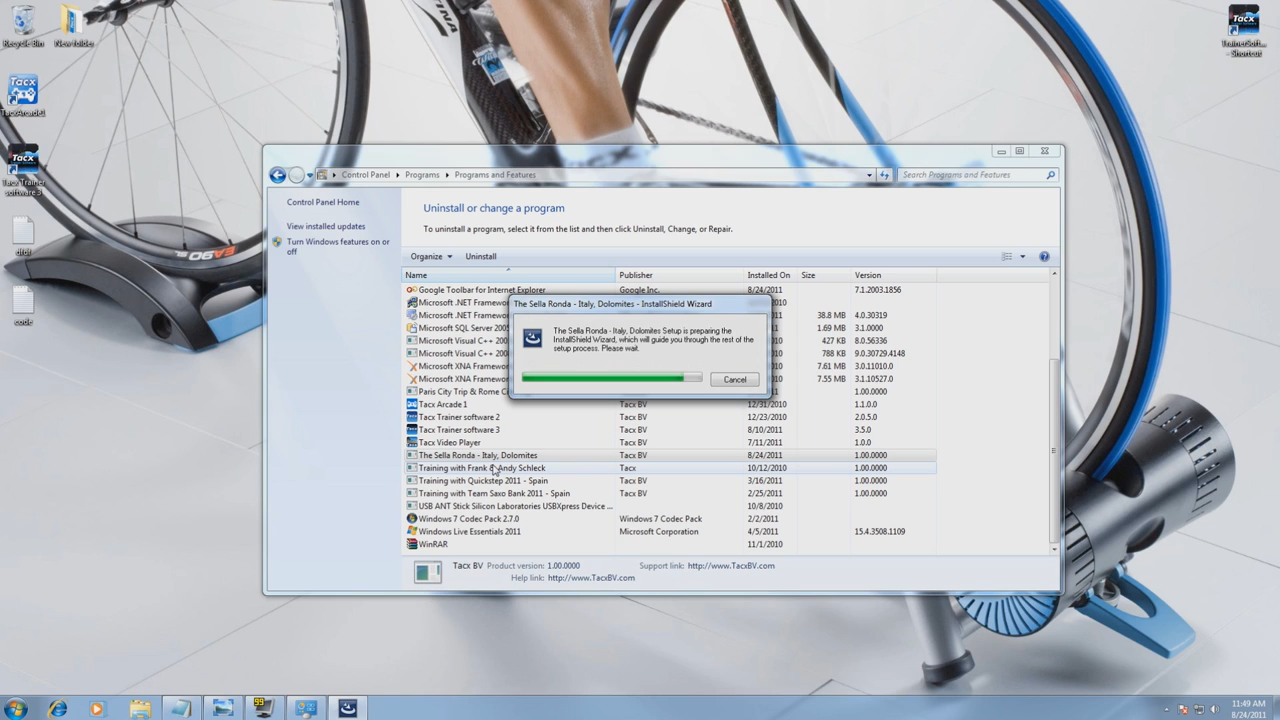 Recycle Bin
New folder
Tacx
TrainerSoft...
- Shortcut
Tacx
TacxArcade1
Tacx
Tacx Trainer
software 3
code
Control Panel
Programs
Programs and Features
Search Programs and Features
Control Panel Home
View installed updates
Turn Windows features on or
off
Uninstall or change a program
To uninstall a program, select it from the list and then click Uninstall, Change, or Repair.
Organize
Uninstall
Name Publisher Installed On Size Version
Google Toolbar for Internet Explorer Google Inc. 8/24/2011 7.1.2003.1856
Microsoft .NET Framew
Microsoft .NET Framew 38.8 MB 4.0.30319
Microsoft SQL Server 2005 1.69 MB 3.1.0000
Microsoft Visual C++ 200 427 KB 8.0.56336
Microsoft Visual C++ 200 788 KB 9.0.30729.4148
Microsoft XNA Framewo 7.61 MB 3.0.11010.0
Microsoft XNA Framewo 7.55 MB 3.1.10527.0
Paris City Trip & Rome C 1.00.0000
Tacx Arcade 1 Tacx BV 12/31/2010 1.1.0.0
Tacx Trainer software 2 Tacx BV 12/23/2010 2.0.5.0
Tacx Trainer software 3 Tacx BV 8/10/2011 3.5.0
Tacx Video Player Tacx BV 7/11/2011 1.0.0
The Sella Ronda - Italy, Dolomites Tacx BV 8/24/2011 1.00.0000
Training with Frank & Andy Schleck Tacx 10/12/2010 1.00.0000
Training with Quickstep 2011 - Spain Tacx BV 3/16/2011 1.00.0000
Training with Team Saxo Bank 2011 - Spain Tacx BV 2/25/2011 1.00.0000
USB ANT Stick Silicon Laboratories USBXpress Device ... 10/8/2010
Windows 7 Codec Pack 2.7.0 Windows 7 Codec Pack 2/2/2011
Windows Live Essentials 2011 Microsoft Corporation 4/5/2011 15.4.3508.1109
WinRAR 11/1/2010
The Sella Ronda - Italy, Dolomites - InstallShield Wizard
The Sella Ronda - Italy, Dolomites Setup is preparing the
InstallShield Wizard, which will guide you through the rest of the
setup process. Please wait.
Cancel
Tacx BV Product version: 1.00.0000 Support link: http://www.TacxBV.com
Help link: http://www.TacxBV.com
99
11:49 AM
8/24/2011